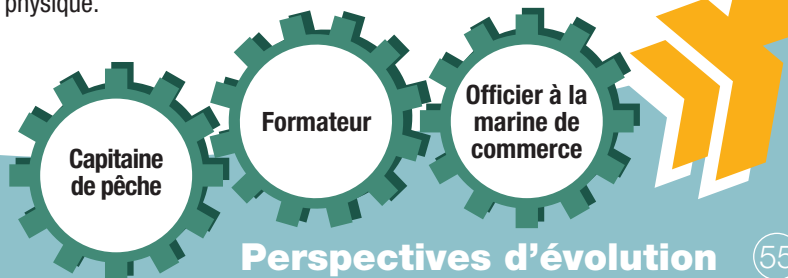 physique.
Capitaine
de pêche
Formateur
Officier à la
marine de
commerce
Perspectives d'évolution
55